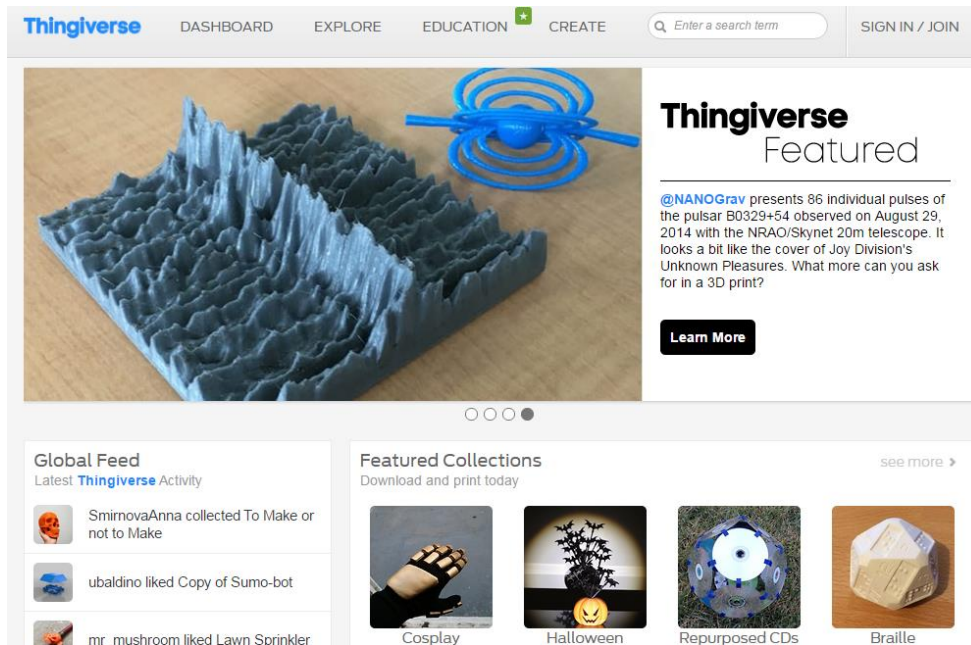 Thingiverse DASHBOARD EXPLORE EDUCATION CREATE Enter a search term SIGN IN / JOIN
Thingiverse
Featured
@NANOGrav presents 86 individual pulses of
the pulsar B0329+54 observed on August 29,
2014 with the NRAO/Skynet 20m telescope. It
looks a bit like the cover of Joy Division's
Unknown Pleasures. What more can you ask
for in a 3D print?
Learn More
Global Feed
Latest Thingiverse Activity
SmirnovaAnna collected To Make or
not to Make
ubaldino liked Copy of Sumo-bot
mr_mushroom liked Lawn Sprinkler
Featured Collections
see more >
Download and print today
Cosplay
Halloween
Repurposed CDs
Braille